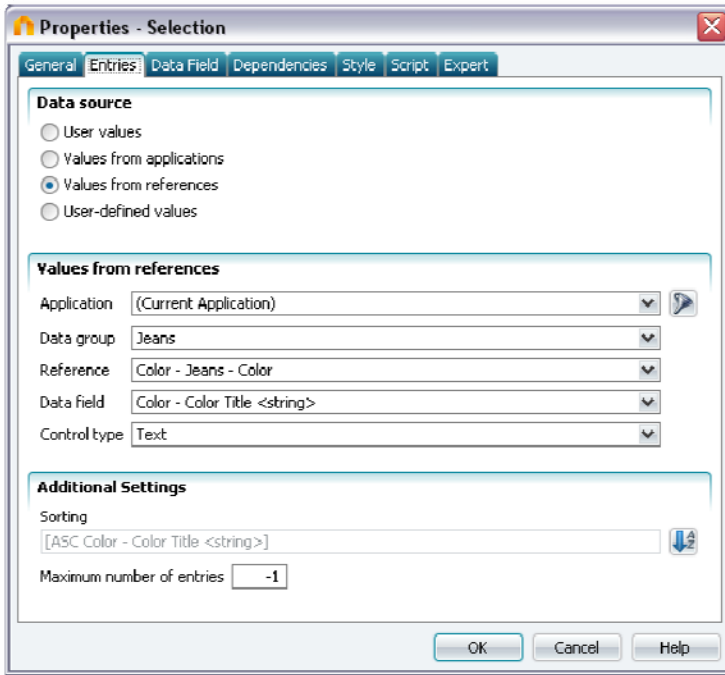 Properties - Selection
General Entries Data Field Dependencies Style Script Expert
Data source
User values
Values from applications
Values from references
User-defined values
Values from references
Application (Current Application)
Data group Jeans
Reference Color - Jeans - Color
Data field Color - Color Title <string>
Control type Text
Additional Settings
Sorting
[ASC Color - Color Title <string>]
Maximum number of entries -1
OK Cancel Help